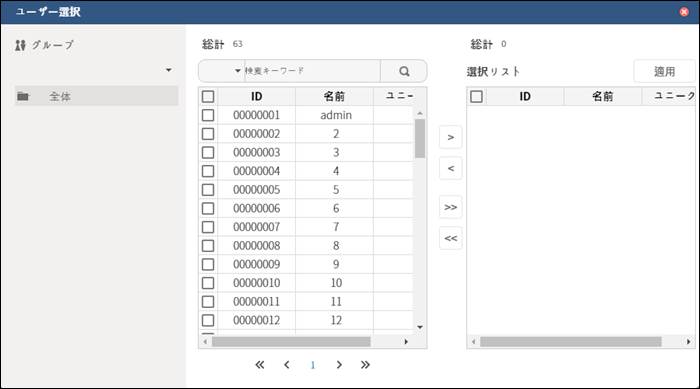 ユーザー選択
グループ
全体
総計 63
検索キーワード
ID 名前 ユニー
00000001 admin
00000002 2
00000003 3
00000004 4
00000005 5
00000006 6
00000007 7
00000008 8
00000009 9
00000010 10
00000011 11
00000012 12
<< < 1 > >>
>
<
>>
<<
総計 0
選択リスト 適用
ID 名前 ユニーク